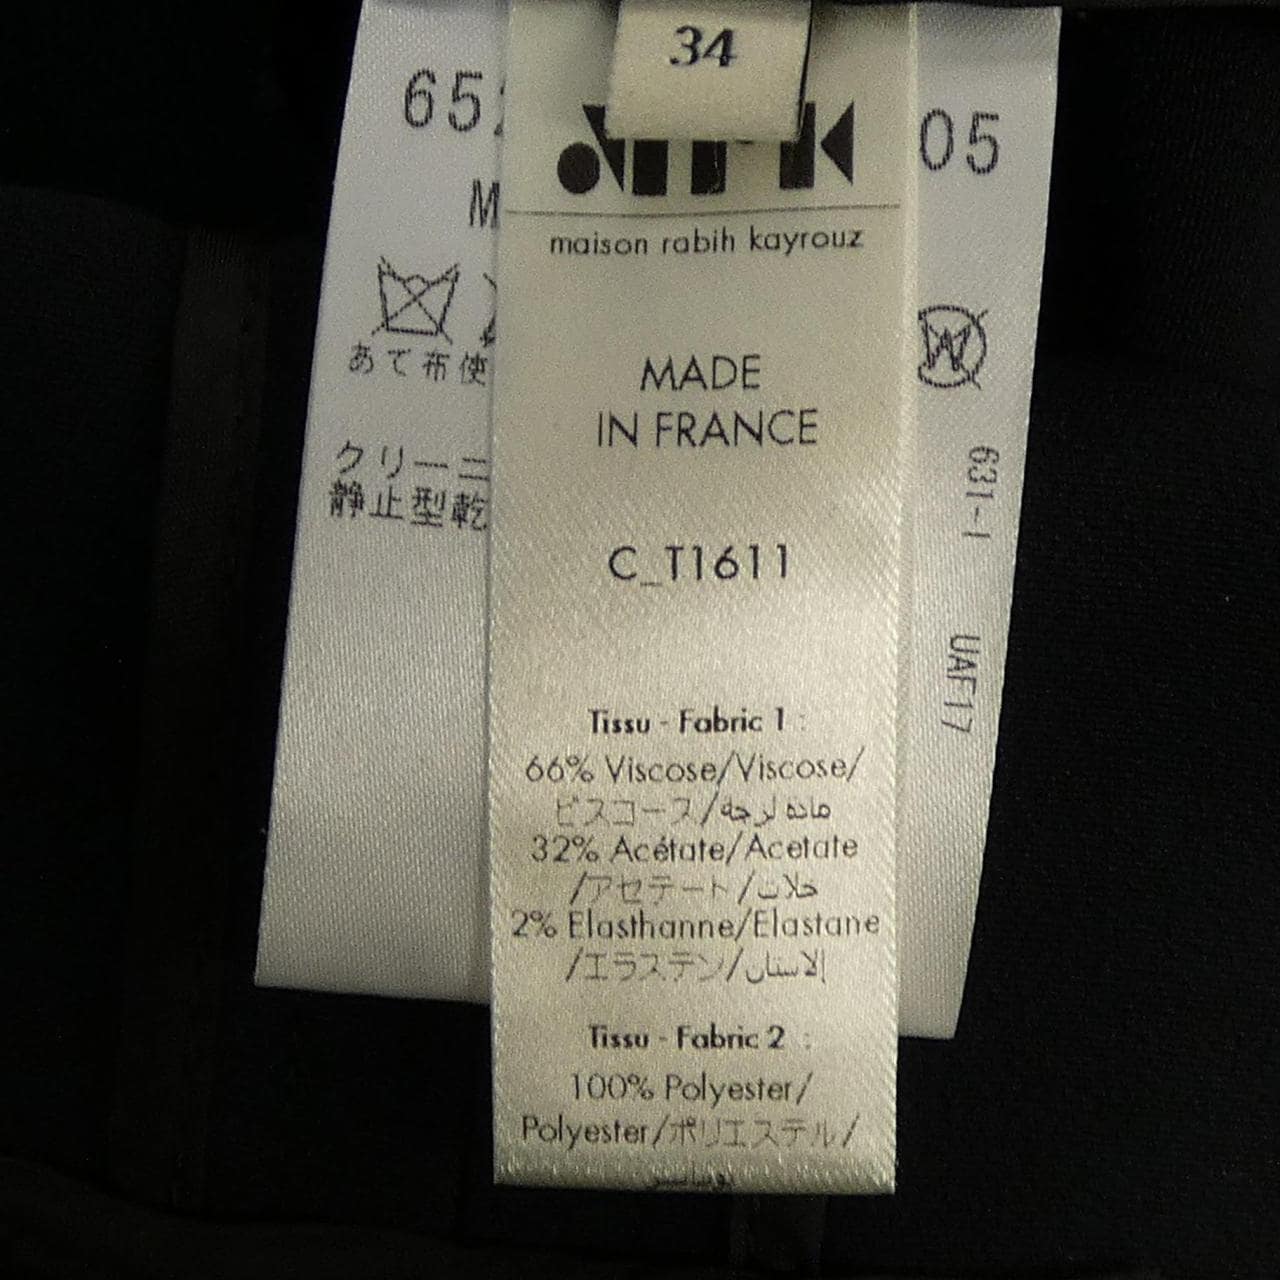 34
65
05
M
maison rabih kayrouz
W
あて布使
MADE
IN FRANCE
クリーニ
静止型乾
631-1
C_T1611
UAF17
Tissu - Fabric 1 :
66% Viscose/Viscose/
ビスコース/مادة لزجة
32% Acétate/Acetate
/アセテート/خلات
2% Elasthanne/Elastane
/エラステン/الاستان
Tissu - Fabric 2 :
100% Polyester/
Polyester/ポリエステル/